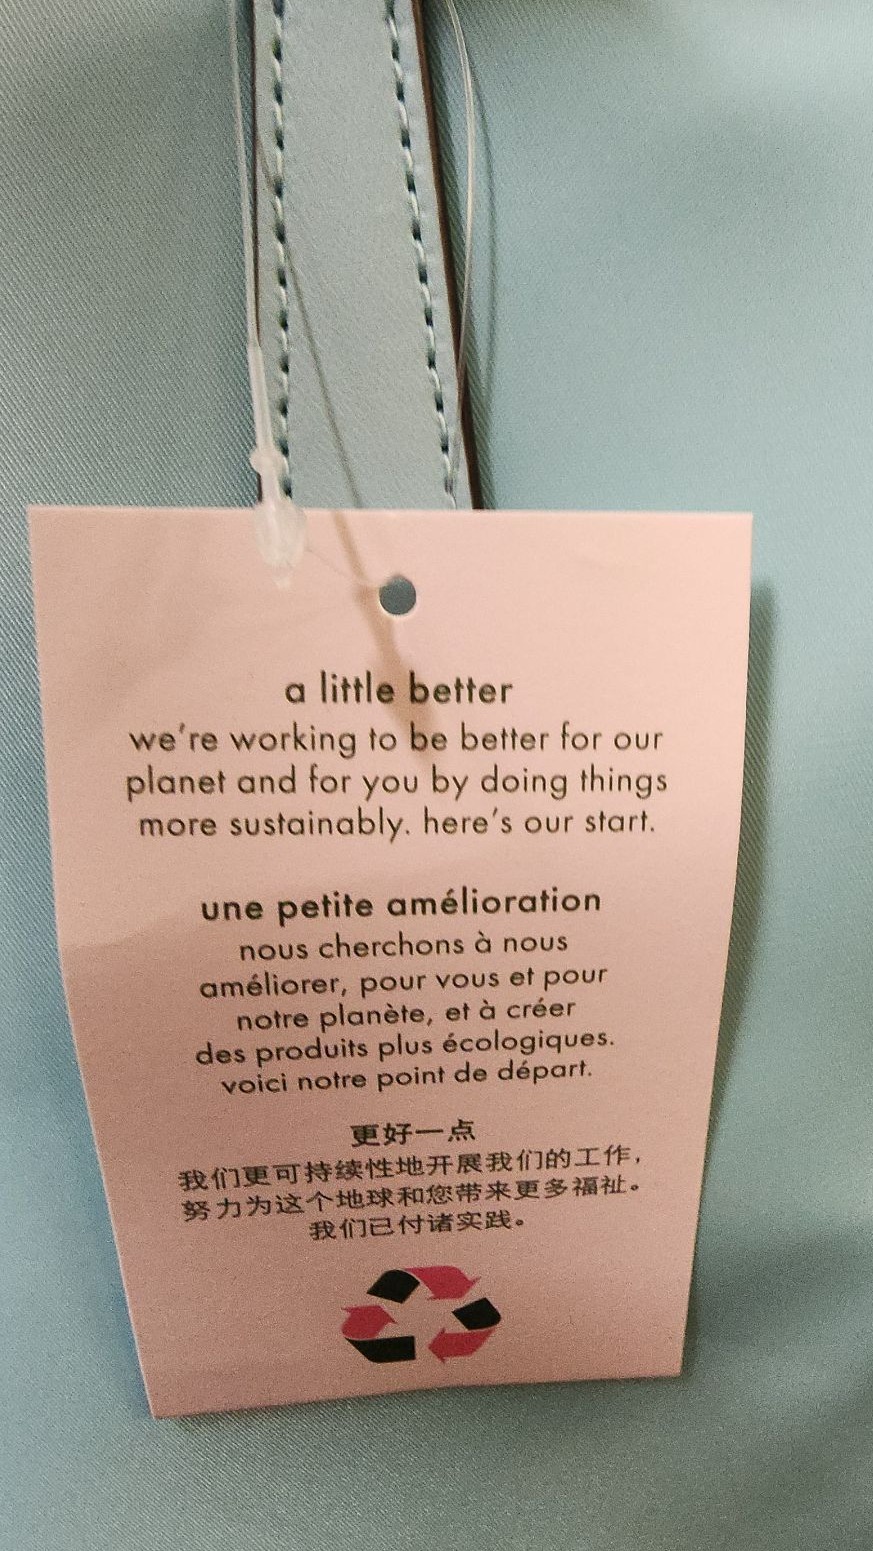 a little better
we're working to be better for our
planet and for you by doing things
more sustainably. here's our start.
une petite amélioration
nous cherchons à nous
améliorer, pour vous et pour
notre planète, et à créer
des produits plus écologiques.
voici notre point de départ.
更好一点
我们更可持续性地开展我们的工作，
努力为这个地球和您带来更多福祉。
我们已付诸实践。